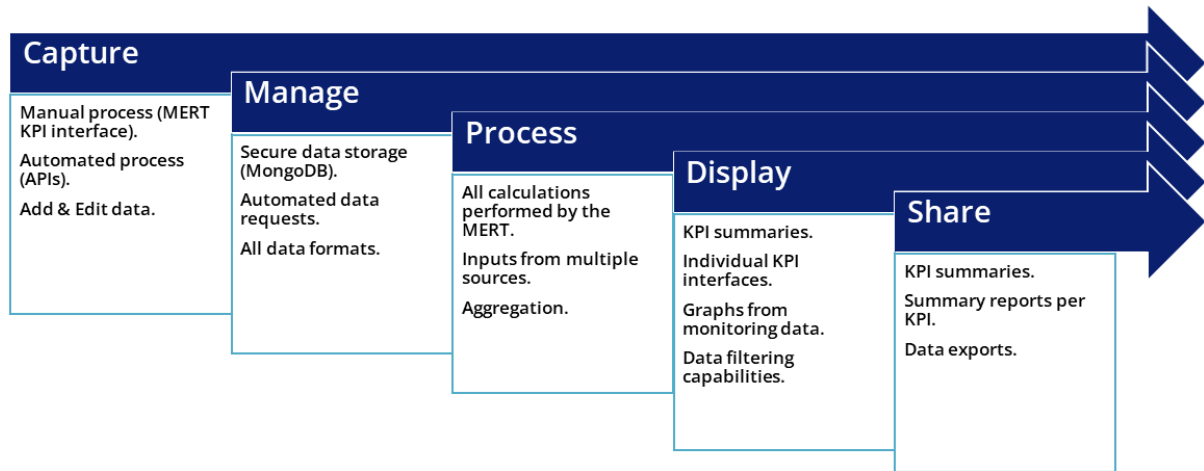 Capture
Manual process (MERT
KPI interface).
Automated process
(APIs).
Add & Edit data.
Manage
Secure data storage
(MongoDB).
Automated data
requests.
All data formats.
Process
All calculations
performed by the
MERT.
Inputs from multiple
sources.
Aggregation.
Display
KPI summaries.
Individual KPI
interfaces.
Graphs from
monitoring data.
Data filtering
capabilities.
Share
KPI summaries.
Summary reports per
KPI.
Data exports.